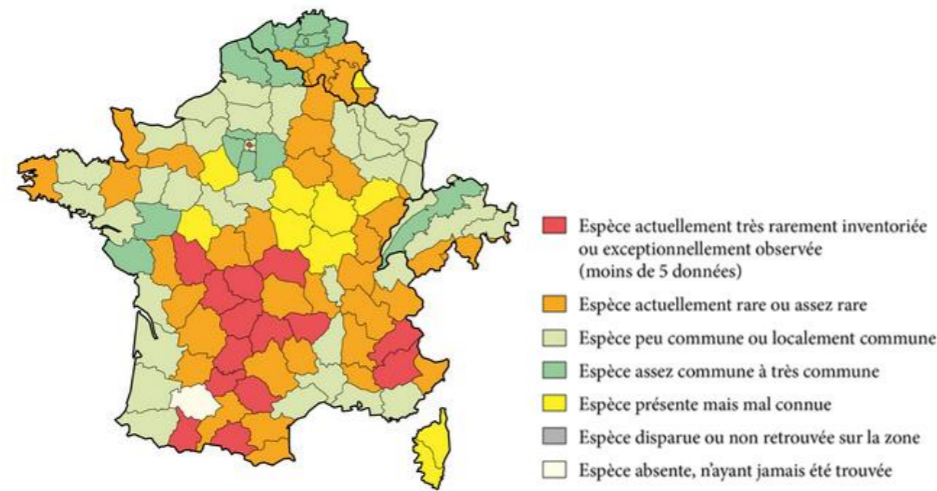 Espèce actuellement très rarement inventoriée
ou exceptionnellement observée
(moins de 5 données)
Espèce actuellement rare ou assez rare
Espèce peu commune ou localement commune
Espèce assez commune à très commune
Espèce présente mais mal connue
Espèce disparue ou non retrouvée sur la zone
Espèce absente, n'ayant jamais été trouvée